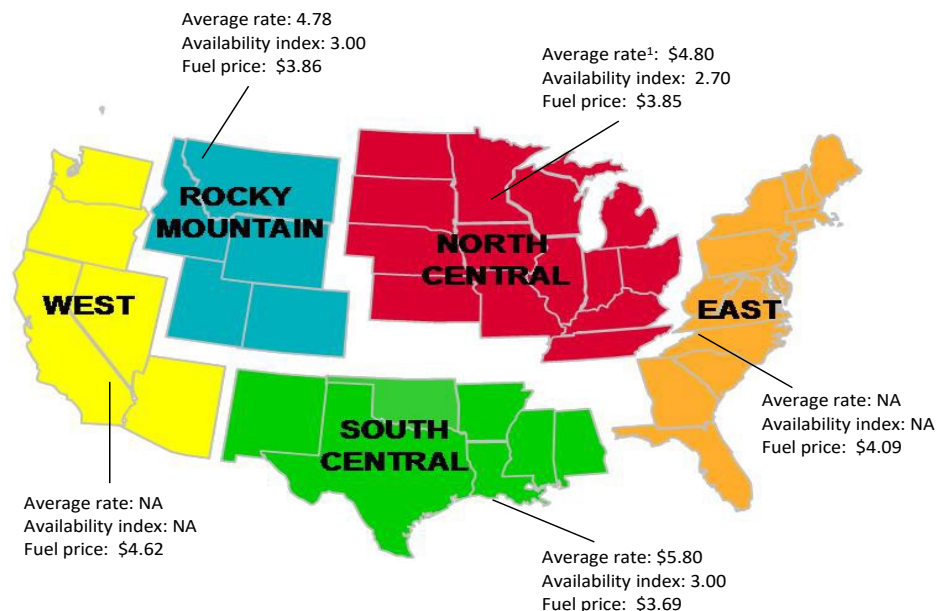 Average rate: 4.78
Availability index: 3.00
Fuel price: $3.86
Average rate¹: $4.80
Availability index: 2.70
Fuel price: $3.85
ROCKY
MOUNTAIN
NORTH
CENTRAL
WEST
EAST
SOUTH
CENTRAL
Average rate: NA
Availability index: NA
Fuel price: $4.09
Average rate: NA
Availability index: NA
Fuel price: $4.62
Average rate: $5.80
Availability index: 3.00
Fuel price: $3.69